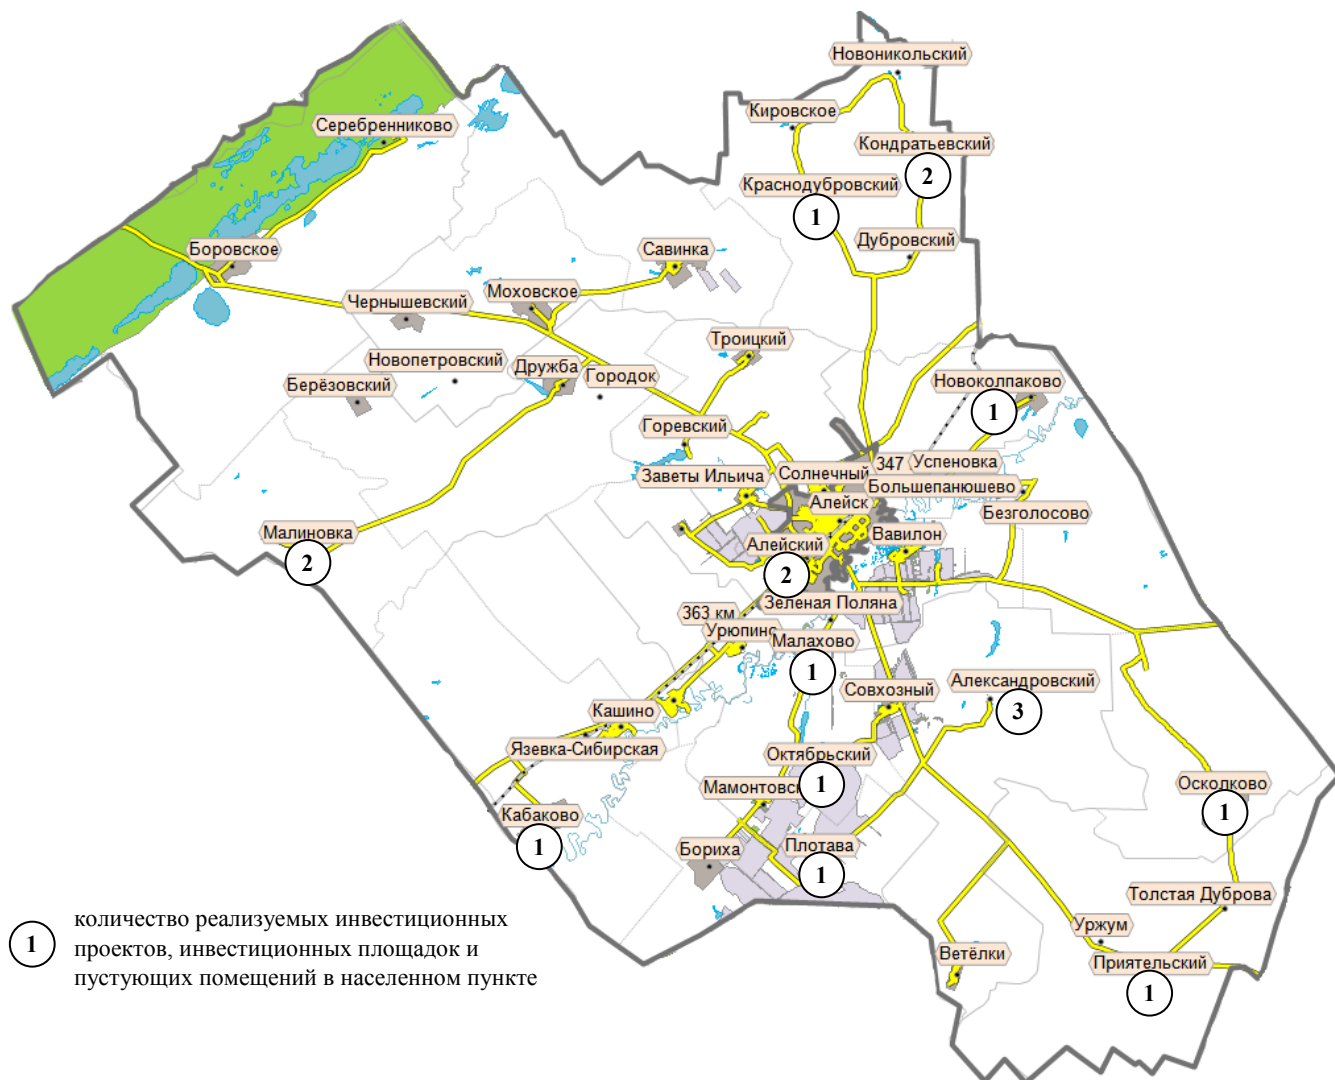 Новоникольский
Кировское
Серебренниково
Кондратьевский
2
Краснодубровский
1
Боровское
Савинка
Дубровский
Моховское
Чернышевский
Троицкий
Новопетровский
Дружба
Городок
Берёзовский
Новоколпаково
1
Горевский
347
Успеновка
Заветы Ильича
Солнечный
Большепанюшево
Алейск
Безголосово
Малиновка
2
Вавилон
Алейский
2
Зеленая Поляна
363 км
Урюпино
Малахово
1
Александровский
3
Совхозный
Кашино
Язевка-Сибирская
Октябрьский
1
Мамонтовск
Осколково
1
Кабаково
1
Бориха
Плотава
1
Толстая Дуброва
Уржум
Ветёлки
Приятельский
1
1
количество реализуемых инвестиционных
проектов, инвестиционных площадок и
пустующих помещений в населенном пункте